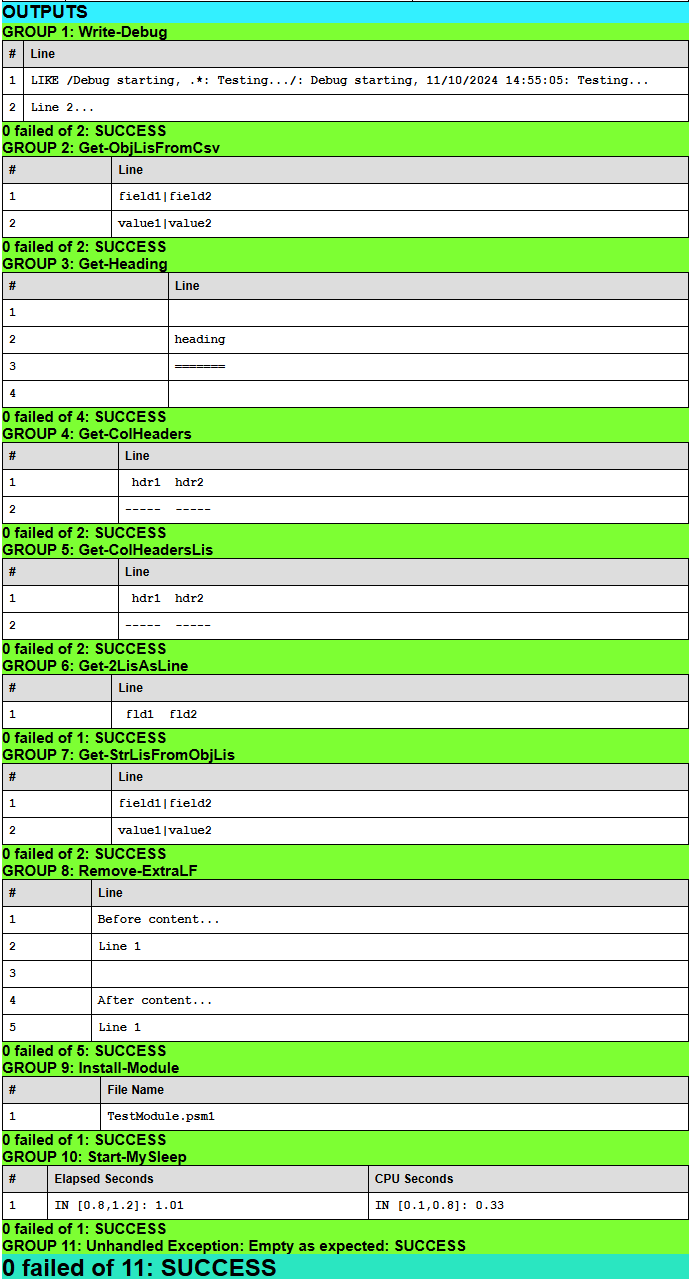 OUTPUTS
GROUP 1: Write-Debug
# Line
1 LIKE /Debug starting, .*: Testing.../: Debug starting, 11/10/2024 14:55:05: Testing...
2 Line 2...
0 failed of 2: SUCCESS
GROUP 2: Get-ObjLisFromCsv
# Line
1 field1|field2
2 value1|value2
0 failed of 2: SUCCESS
GROUP 3: Get-Heading
# Line
1
2 heading
3 =======
4
0 failed of 4: SUCCESS
GROUP 4: Get-ColHeaders
# Line
1 hdr1 hdr2
2 ----- -----
0 failed of 2: SUCCESS
GROUP 5: Get-ColHeadersLis
# Line
1 hdr1 hdr2
2 ----- -----
0 failed of 2: SUCCESS
GROUP 6: Get-2LisAsLine
# Line
1 fld1 fld2
0 failed of 1: SUCCESS
GROUP 7: Get-StrLisFromObjLis
# Line
1 field1|field2
2 value1|value2
0 failed of 2: SUCCESS
GROUP 8: Remove-ExtraLF
# Line
1 Before content...
2 Line 1
3
4 After content...
5 Line 1
0 failed of 5: SUCCESS
GROUP 9: Install-Module
# File Name
1 TestModule.psm1
0 failed of 1: SUCCESS
GROUP 10: Start-MySleep
# Elapsed Seconds CPU Seconds
1 IN [0.8,1.2]: 1.01 IN [0.1,0.8]: 0.33
0 failed of 1: SUCCESS
GROUP 11: Unhandled Exception: Empty as expected: SUCCESS
0 failed of 11: SUCCESS